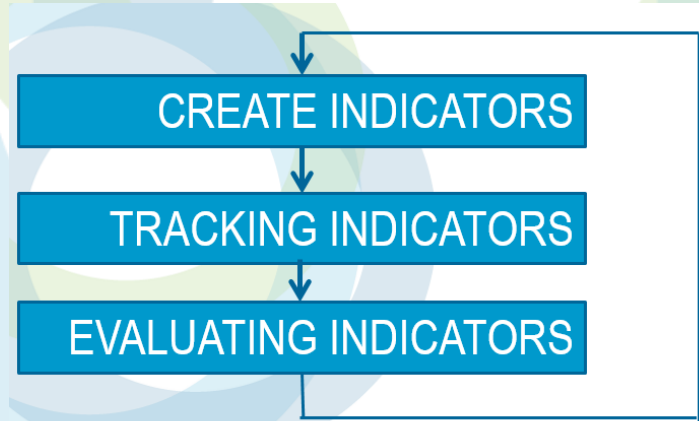 CREATE INDICATORS
TRACKING INDICATORS
EVALUATING INDICATORS